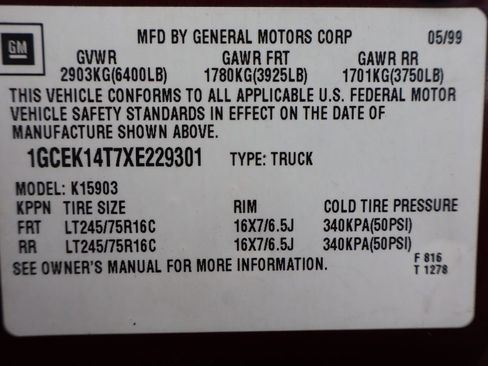 GM
MFD BY GENERAL MOTORS CORP 05/99
GVWR GAWR FRT GAWR RR
2903KG(6400LB) 1780KG(3925LB) 1701KG(3750LB)
THIS VEHICLE CONFORMS TO ALL APPLICABLE U.S. FEDERAL MOTOR
VEHICLE SAFETY STANDARDS IN EFFECT ON THE DATE OF
MANUFACTURE SHOWN ABOVE.
1GCEK14T7XE229301 TYPE: TRUCK
MODEL: K15903
KPPN TIRE SIZE RIM COLD TIRE PRESSURE
FRT LT245/75R16C 16X7/6.5J 340KPA(50PSI)
RR LT245/75R16C 16X7/6.5J 340KPA(50PSI)
SEE OWNER'S MANUAL FOR MORE INFORMATION. F 816
T 1278